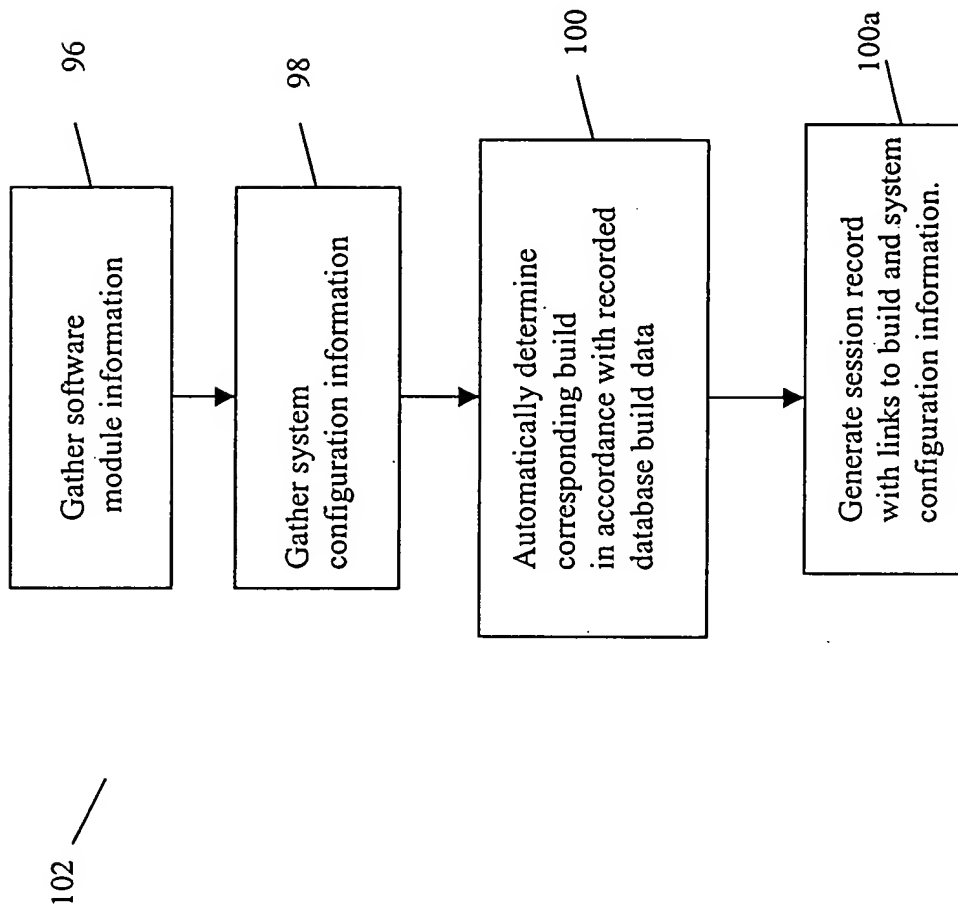 102
96
Gather software
module information
98
Gather system
configuration information
100
Automatically determine
corresponding build
in accordance with recorded
database build data
100a
Generate session record
with links to build and system
configuration information.